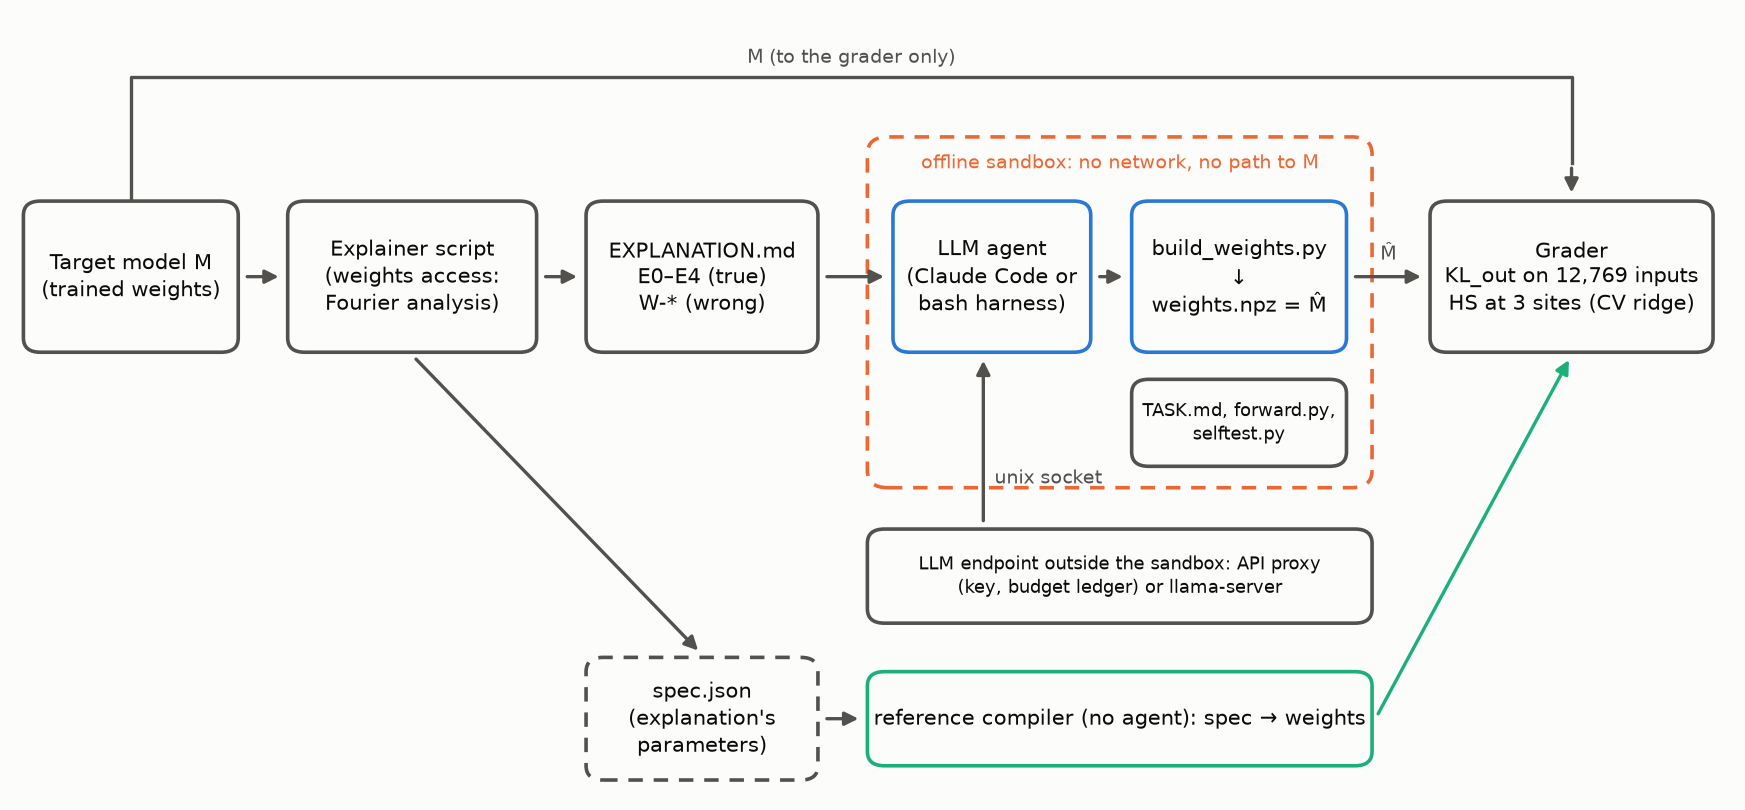 M (to the grader only)
offline sandbox: no network, no path to M
Target model M
(trained weights)
Explainer script
(weights access:
Fourier analysis)
EXPLANATION.md
E0–E4 (true)
W-* (wrong)
LLM agent
(Claude Code or
bash harness)
build_weights.py
↓
weights.npz = M̂
M̂
Grader
KL_out on 12,769 inputs
HS at 3 sites (CV ridge)
TASK.md, forward.py,
selftest.py
unix socket
LLM endpoint outside the sandbox: API proxy
(key, budget ledger) or llama-server
spec.json
(explanation's
parameters)
reference compiler (no agent): spec → weights